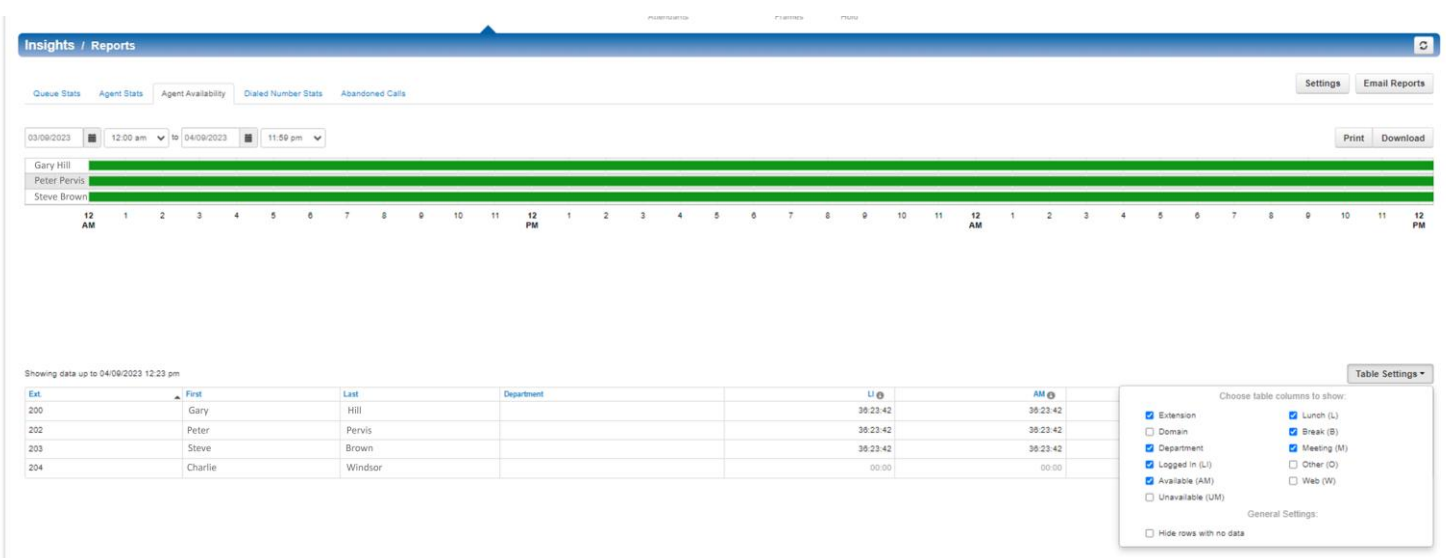 Attendants Frames Hold
Insights / Reports
Settings Email Reports
Queue Stats Agent Stats Agent Availability Dialed Number Stats Abandoned Calls
03/09/2023 12:00 am to 04/09/2023 11:59 pm Print Download
Gary Hill
Peter Pervis
Steve Brown
12 1 2 3 4 5 6 7 8 9 10 11 12 1 2 3 4 5 6 7 8 9 10 11 12 1 2 3 4 5 6 7 8 9 10 11 12
AM PM AM PM
Showing data up to 04/09/2023 12:23 pm Table Settings
Ext. First Last Department LI AM
200 Gary Hill 36:23:42 36:23:42
202 Peter Pervis 36:23:42 36:23:42
203 Steve Brown 36:23:42 36:23:42
204 Charlie Windsor 00:00 00:00
Choose table columns to show:
Extension Lunch (L)
Domain Break (B)
Department Meeting (M)
Logged In (LI) Other (O)
Available (AM) Web (W)
Unavailable (UM)
General Settings:
Hide rows with no data